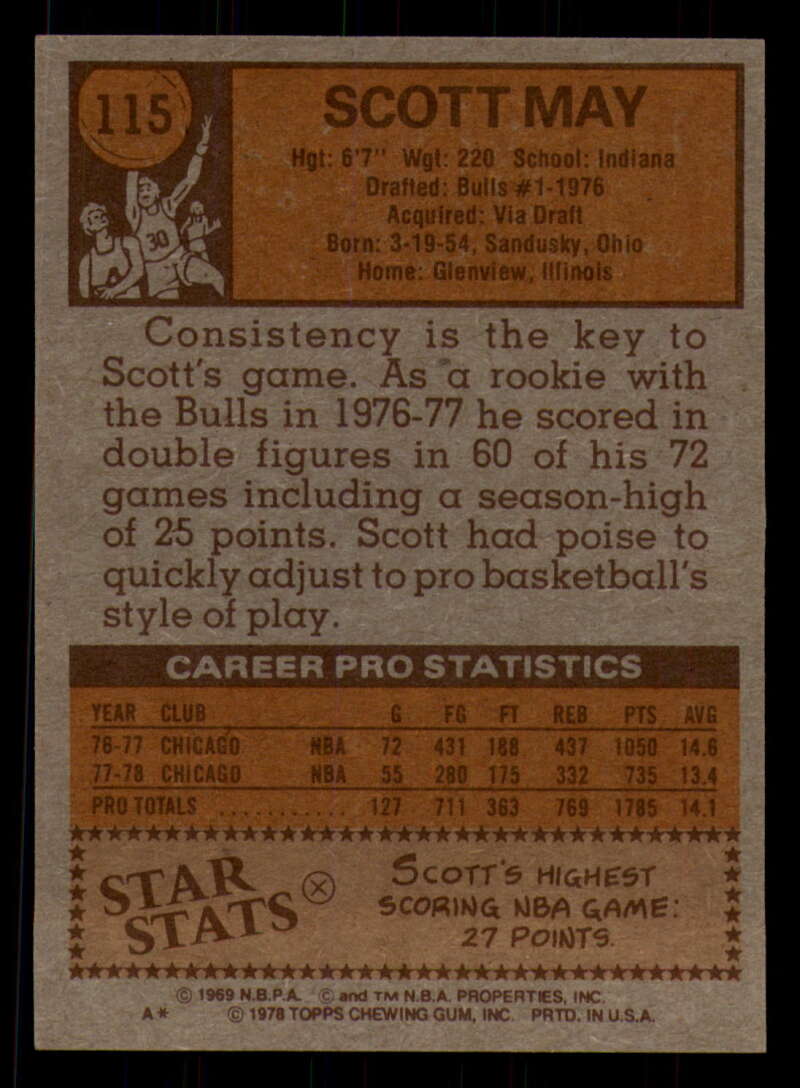 115
30
SCOTT MAY
Hgt: 6'7" Wgt: 220 School: Indiana
Drafted: Bulls #1-1976
Acquired: Via Draft
Born: 3-19-54, Sandusky, Ohio
Home: Glenview, Illinois
Consistency is the key to
Scott's game. As a rookie with
the Bulls in 1976-77 he scored in
double figures in 60 of his 72
games including a season-high
of 25 points. Scott had poise to
quickly adjust to pro basketball's
style of play.
CAREER PRO STATISTICS
YEAR CLUB G FG FT REB PTS AVG
76-77 CHICAGO NBA 72 431 188 437 1050 14.6
77-78 CHICAGO NBA 55 280 175 332 735 13.4
PRO TOTALS ........... 127 711 363 769 1785 14.1
STAR
STATS
SCOTT'S HIGHEST
SCORING NBA GAME:
27 POINTS.
© 1969 N.B.P.A. © and TM N.B.A. PROPERTIES, INC.
A* © 1978 TOPPS CHEWING GUM, INC. PRTD. IN U.S.A.